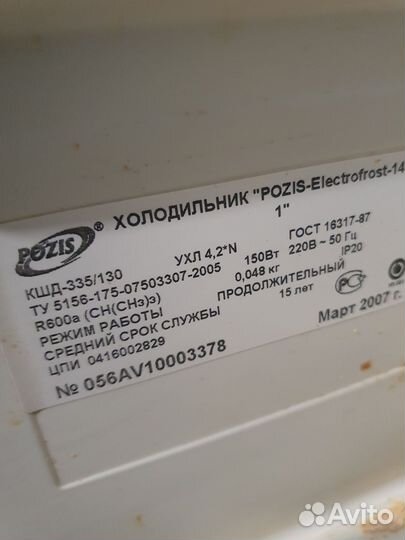 POZIS® ХОЛОДИЛЬНИК "POZIS-Electrofrost-14
1"
КШД-335/130 УХЛ 4,2*N ГОСТ 16317-87
ТУ 5156-175-07503307-2005 150Вт 220В ~ 50 Гц
R600a (CH(CH₃)₃) 0,048 кг IP20
РЕЖИМ РАБОТЫ ПРОДОЛЖИТЕЛЬНЫЙ
СРЕДНИЙ СРОК СЛУЖБЫ 15 лет
ЦПИ 0416002829 Март 2007 г.
№ 056AV10003378
Avito